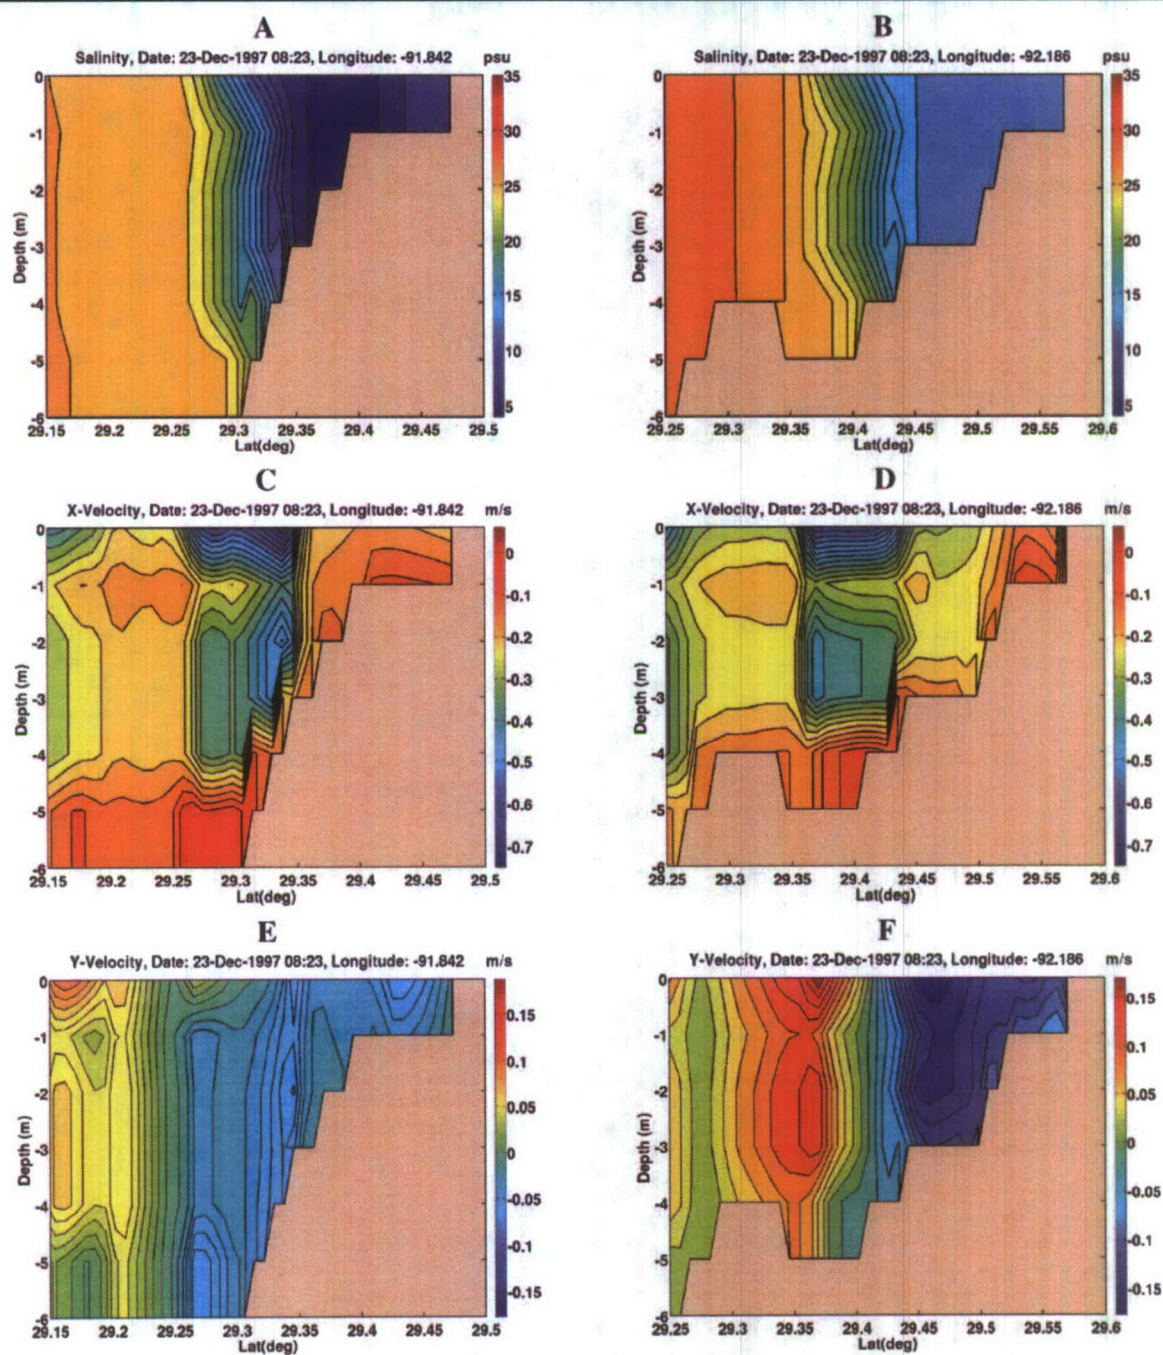 A
Salinity, Date: 23-Dec-1997 08:23, Longitude: -91.842 psu
0
-1
-2
-3
-4
-5
-6
Depth (m)
29.15 29.2 29.25 29.3 29.35 29.4 29.45 29.5
Lat(deg)
35
30
25
20
15
10
5
B
Salinity, Date: 23-Dec-1997 08:23, Longitude: -92.186 psu
0
-1
-2
-3
-4
-5
-6
Depth (m)
29.25 29.3 29.35 29.4 29.45 29.5 29.55 29.6
Lat(deg)
35
30
25
20
15
10
5
C
X-Velocity, Date: 23-Dec-1997 08:23, Longitude: -91.842 m/s
0
-1
-2
-3
-4
-5
-6
Depth (m)
29.15 29.2 29.25 29.3 29.35 29.4 29.45 29.5
Lat(deg)
0
-0.1
-0.2
-0.3
-0.4
-0.5
-0.6
-0.7
D
X-Velocity, Date: 23-Dec-1997 08:23, Longitude: -92.186 m/s
0
-1
-2
-3
-4
-5
-6
Depth (m)
29.25 29.3 29.35 29.4 29.45 29.5 29.55 29.6
Lat(deg)
0
-0.1
-0.2
-0.3
-0.4
-0.5
-0.6
-0.7
E
Y-Velocity, Date: 23-Dec-1997 08:23, Longitude: -91.842 m/s
0
-1
-2
-3
-4
-5
-6
Depth (m)
29.15 29.2 29.25 29.3 29.35 29.4 29.45 29.5
Lat(deg)
0.15
0.1
0.05
0
-0.05
-0.1
-0.15
F
Y-Velocity, Date: 23-Dec-1997 08:23, Longitude: -92.186 m/s
0
-1
-2
-3
-4
-5
-6
Depth (m)
29.25 29.3 29.35 29.4 29.45 29.5 29.55 29.6
Lat(deg)
0.15
0.1
0.05
0
-0.05
-0.1
-0.15